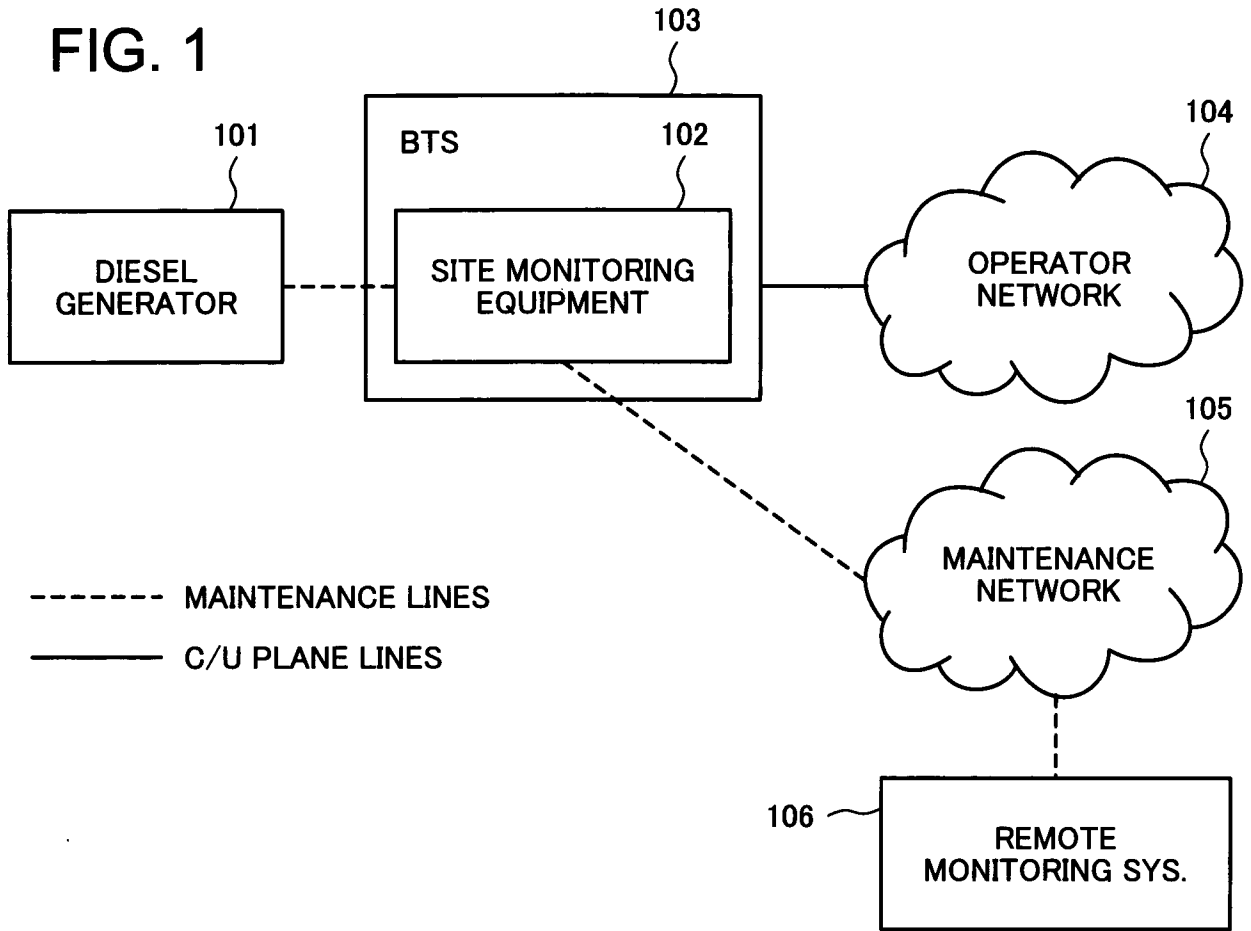 FIG. 1
103
101
BTS
102
104
DIESEL
GENERATOR
SITE MONITORING
EQUIPMENT
OPERATOR
NETWORK
105
MAINTENANCE
NETWORK
MAINTENANCE LINES
C/U PLANE LINES
106
REMOTE
MONITORING SYS.